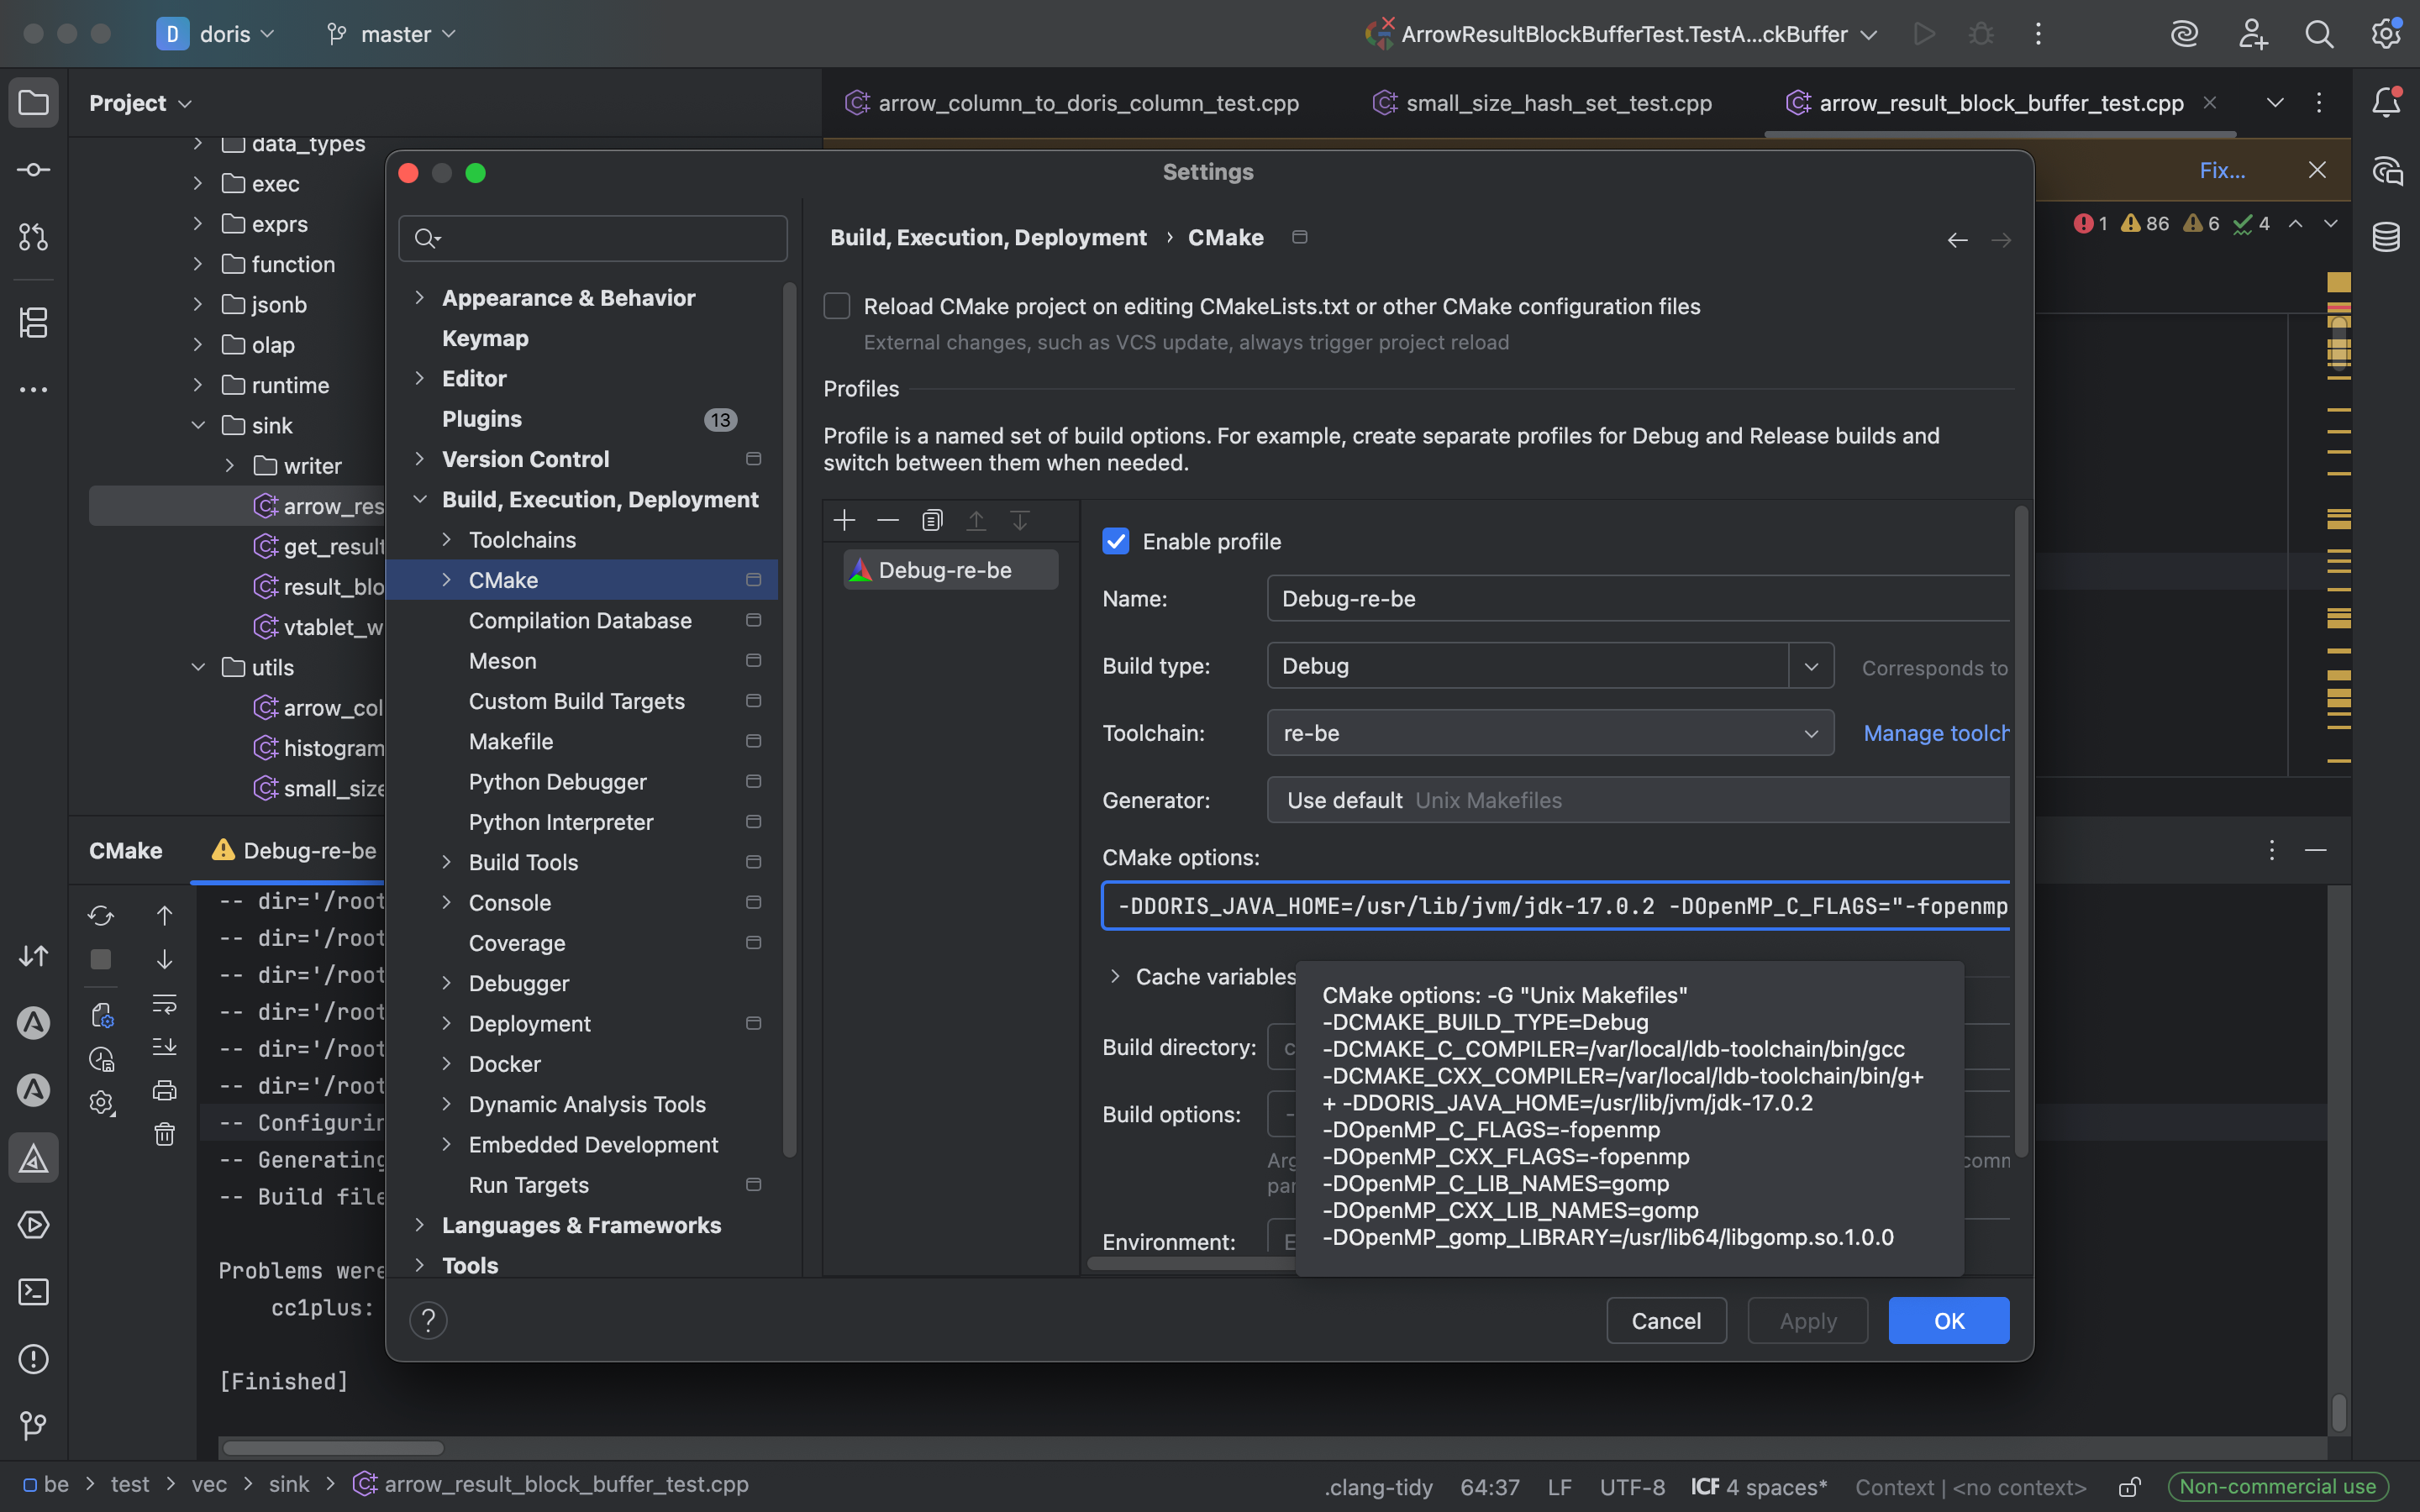 D doris
master
ArrowResultBlockBufferTest.TestA...ckBuffer
Project
arrow_column_to_doris_column_test.cpp
small_size_hash_set_test.cpp
arrow_result_block_buffer_test.cpp
data_types
exec
exprs
function
jsonb
olap
runtime
sink
writer
arrow_res
get_result
result_blo
vtablet_w
utils
arrow_col
histogram
small_size
Fix...
1 86 6 4
Settings
Appearance & Behavior
Keymap
Editor
Plugins 13
Version Control
Build, Execution, Deployment
Toolchains
CMake
Compilation Database
Meson
Custom Build Targets
Makefile
Python Debugger
Python Interpreter
Build Tools
Console
Coverage
Debugger
Deployment
Docker
Dynamic Analysis Tools
Embedded Development
Run Targets
Languages & Frameworks
Tools
Build, Execution, Deployment › CMake
Reload CMake project on editing CMakeLists.txt or other CMake configuration files
External changes, such as VCS update, always trigger project reload
Profiles
Profile is a named set of build options. For example, create separate profiles for Debug and Release builds and
switch between them when needed.
Debug-re-be
Enable profile
Name: Debug-re-be
Build type: Debug Corresponds to
Toolchain: re-be Manage toolch
Generator: Use default Unix Makefiles
CMake options:
-DDORIS_JAVA_HOME=/usr/lib/jvm/jdk-17.0.2 -DOpenMP_C_FLAGS="-fopenmp
Cache variables
Build directory: c
Build options: -
Arg comm
par
Environment: E
CMake options: -G "Unix Makefiles"
-DCMAKE_BUILD_TYPE=Debug
-DCMAKE_C_COMPILER=/var/local/ldb-toolchain/bin/gcc
-DCMAKE_CXX_COMPILER=/var/local/ldb-toolchain/bin/g+
+ -DDORIS_JAVA_HOME=/usr/lib/jvm/jdk-17.0.2
-DOpenMP_C_FLAGS=-fopenmp
-DOpenMP_CXX_FLAGS=-fopenmp
-DOpenMP_C_LIB_NAMES=gomp
-DOpenMP_CXX_LIB_NAMES=gomp
-DOpenMP_gomp_LIBRARY=/usr/lib64/libgomp.so.1.0.0
?
Cancel
Apply
OK
CMake
Debug-re-be
-- dir='/root
-- dir='/root
-- dir='/root
-- dir='/root
-- dir='/root
-- dir='/root
-- Configurin
-- Generating
-- Build file
Problems were
cc1plus:
[Finished]
be > test > vec > sink > arrow_result_block_buffer_test.cpp
.clang-tidy 64:37 LF UTF-8 ICF 4 spaces* Context | <no context> Non-commercial use